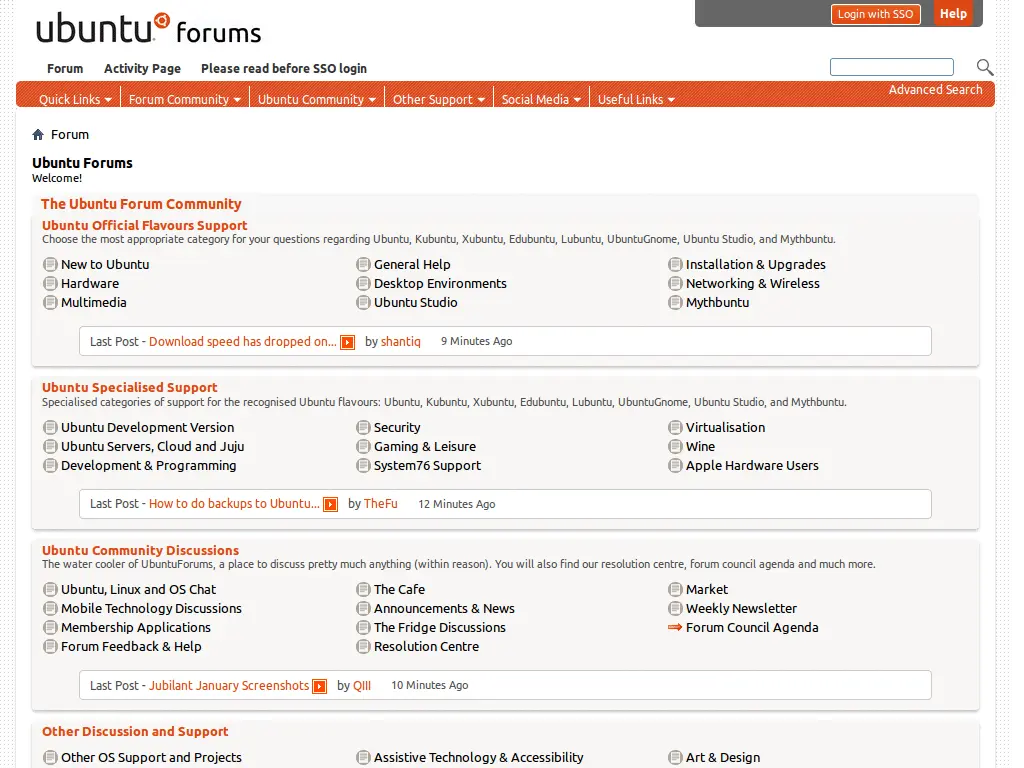 ubuntu forums
Login with SSO
Help
Forum
Activity Page
Please read before SSO login
Quick Links
Forum Community
Ubuntu Community
Other Support
Social Media
Useful Links
Advanced Search
Forum
Ubuntu Forums
Welcome!
The Ubuntu Forum Community
Ubuntu Official Flavours Support
Choose the most appropriate category for your questions regarding Ubuntu, Kubuntu, Xubuntu, Edubuntu, Lubuntu, UbuntuGnome, Ubuntu Studio, and Mythbuntu.
New to Ubuntu
General Help
Installation & Upgrades
Hardware
Desktop Environments
Networking & Wireless
Multimedia
Ubuntu Studio
Mythbuntu
Last Post - Download speed has dropped on... by shantiq 9 Minutes Ago
Ubuntu Specialised Support
Specialised categories of support for the recognised Ubuntu flavours: Ubuntu, Kubuntu, Xubuntu, Edubuntu, Lubuntu, UbuntuGnome, Ubuntu Studio, and Mythbuntu.
Ubuntu Development Version
Security
Virtualisation
Ubuntu Servers, Cloud and Juju
Gaming & Leisure
Wine
Development & Programming
System76 Support
Apple Hardware Users
Last Post - How to do backups to Ubuntu... by TheFu 12 Minutes Ago
Ubuntu Community Discussions
The water cooler of UbuntuForums, a place to discuss pretty much anything (within reason). You will also find our resolution centre, forum council agenda and much more.
Ubuntu, Linux and OS Chat
The Cafe
Market
Mobile Technology Discussions
Announcements & News
Weekly Newsletter
Membership Applications
The Fridge Discussions
Forum Council Agenda
Forum Feedback & Help
Resolution Centre
Last Post - Jubilant January Screenshots by QIII 10 Minutes Ago
Other Discussion and Support
Other OS Support and Projects
Assistive Technology & Accessibility
Art & Design